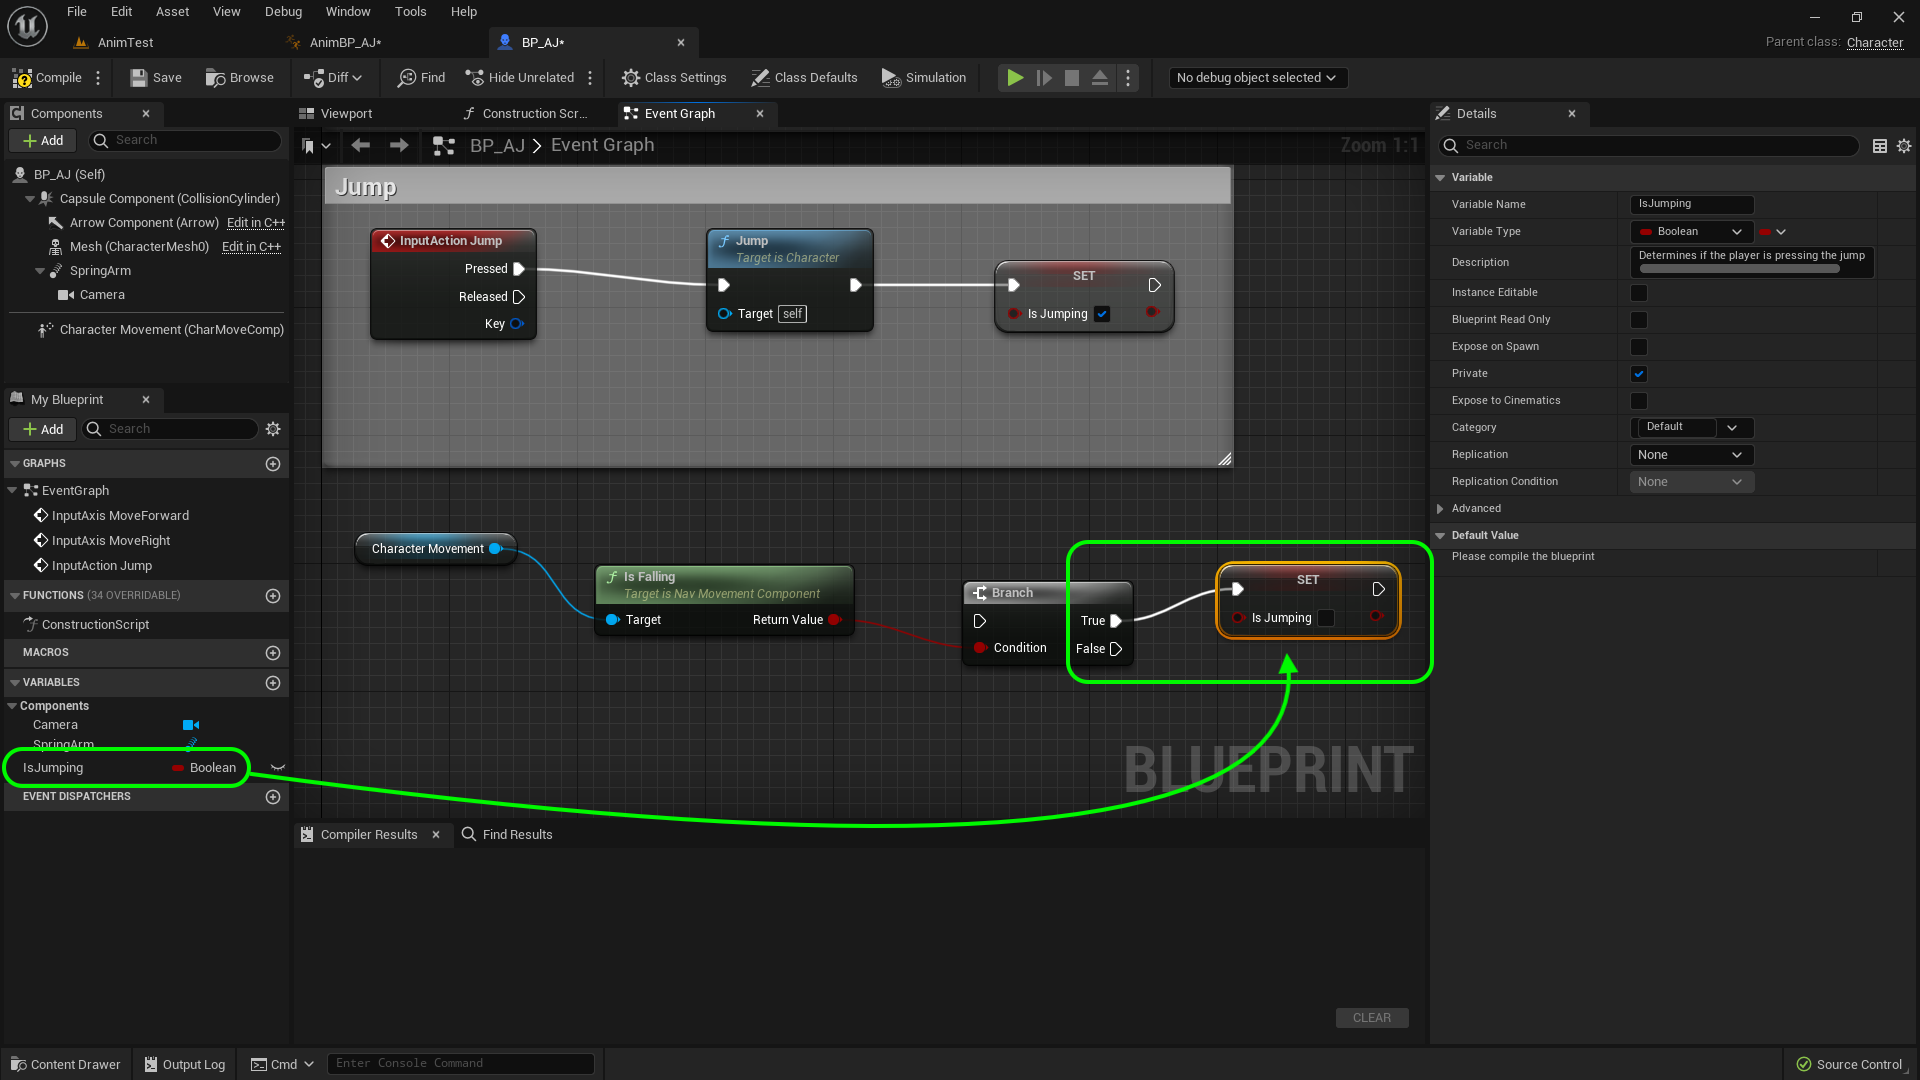 File Edit Asset View Debug Window Tools Help
AnimTest
AnimBP_AJ*
BP_AJ*
Parent class: Character
Compile
Save
Browse
Diff
Find
Hide Unrelated
Class Settings
Class Defaults
Simulation
No debug object selected
Components
Add
Search
BP_AJ (Self)
Capsule Component (CollisionCylinder)
Arrow Component (Arrow) Edit in C++
Mesh (CharacterMesh0) Edit in C++
SpringArm
Camera
Character Movement (CharMoveComp)
My Blueprint
Add
Search
GRAPHS
EventGraph
InputAxis MoveForward
InputAxis MoveRight
InputAction Jump
FUNCTIONS (34 OVERRIDABLE)
ConstructionScript
MACROS
VARIABLES
Components
Camera
SpringArm
IsJumping Boolean
EVENT DISPATCHERS
Viewport
Construction Scr...
Event Graph
BP_AJ > Event Graph
Zoom 1:1
Jump
InputAction Jump
Pressed
Released
Key
Jump
Target is Character
Target self
SET
Is Jumping
Character Movement
Is Falling
Target is Nav Movement Component
Target Return Value
Branch
True
Condition False
SET
Is Jumping
BLUEPRINT
Compiler Results
Find Results
CLEAR
Details
Search
Variable
Variable Name IsJumping
Variable Type Boolean
Description Determines if the player is pressing the jump
Instance Editable
Blueprint Read Only
Expose on Spawn
Private
Expose to Cinematics
Category Default
Replication None
Replication Condition None
Advanced
Default Value
Please compile the blueprint
Content Drawer
Output Log
Cmd
Enter Console Command
Source Control